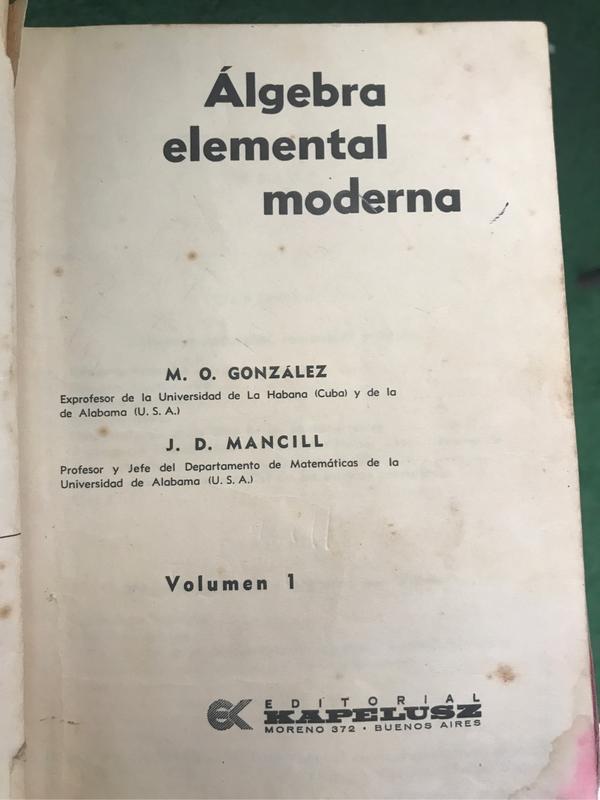 Álgebra
elemental
moderna
M. O. GONZÁLEZ
Exprofesor de la Universidad de La Habana (Cuba) y de la
de Alabama (U. S. A.)
J. D. MANCILL
Profesor y Jefe del Departamento de Matemáticas de la
Universidad de Alabama (U. S. A.)
Volumen 1
EDITORIAL
KAPELUSZ
MORENO 372 • BUENOS AIRES